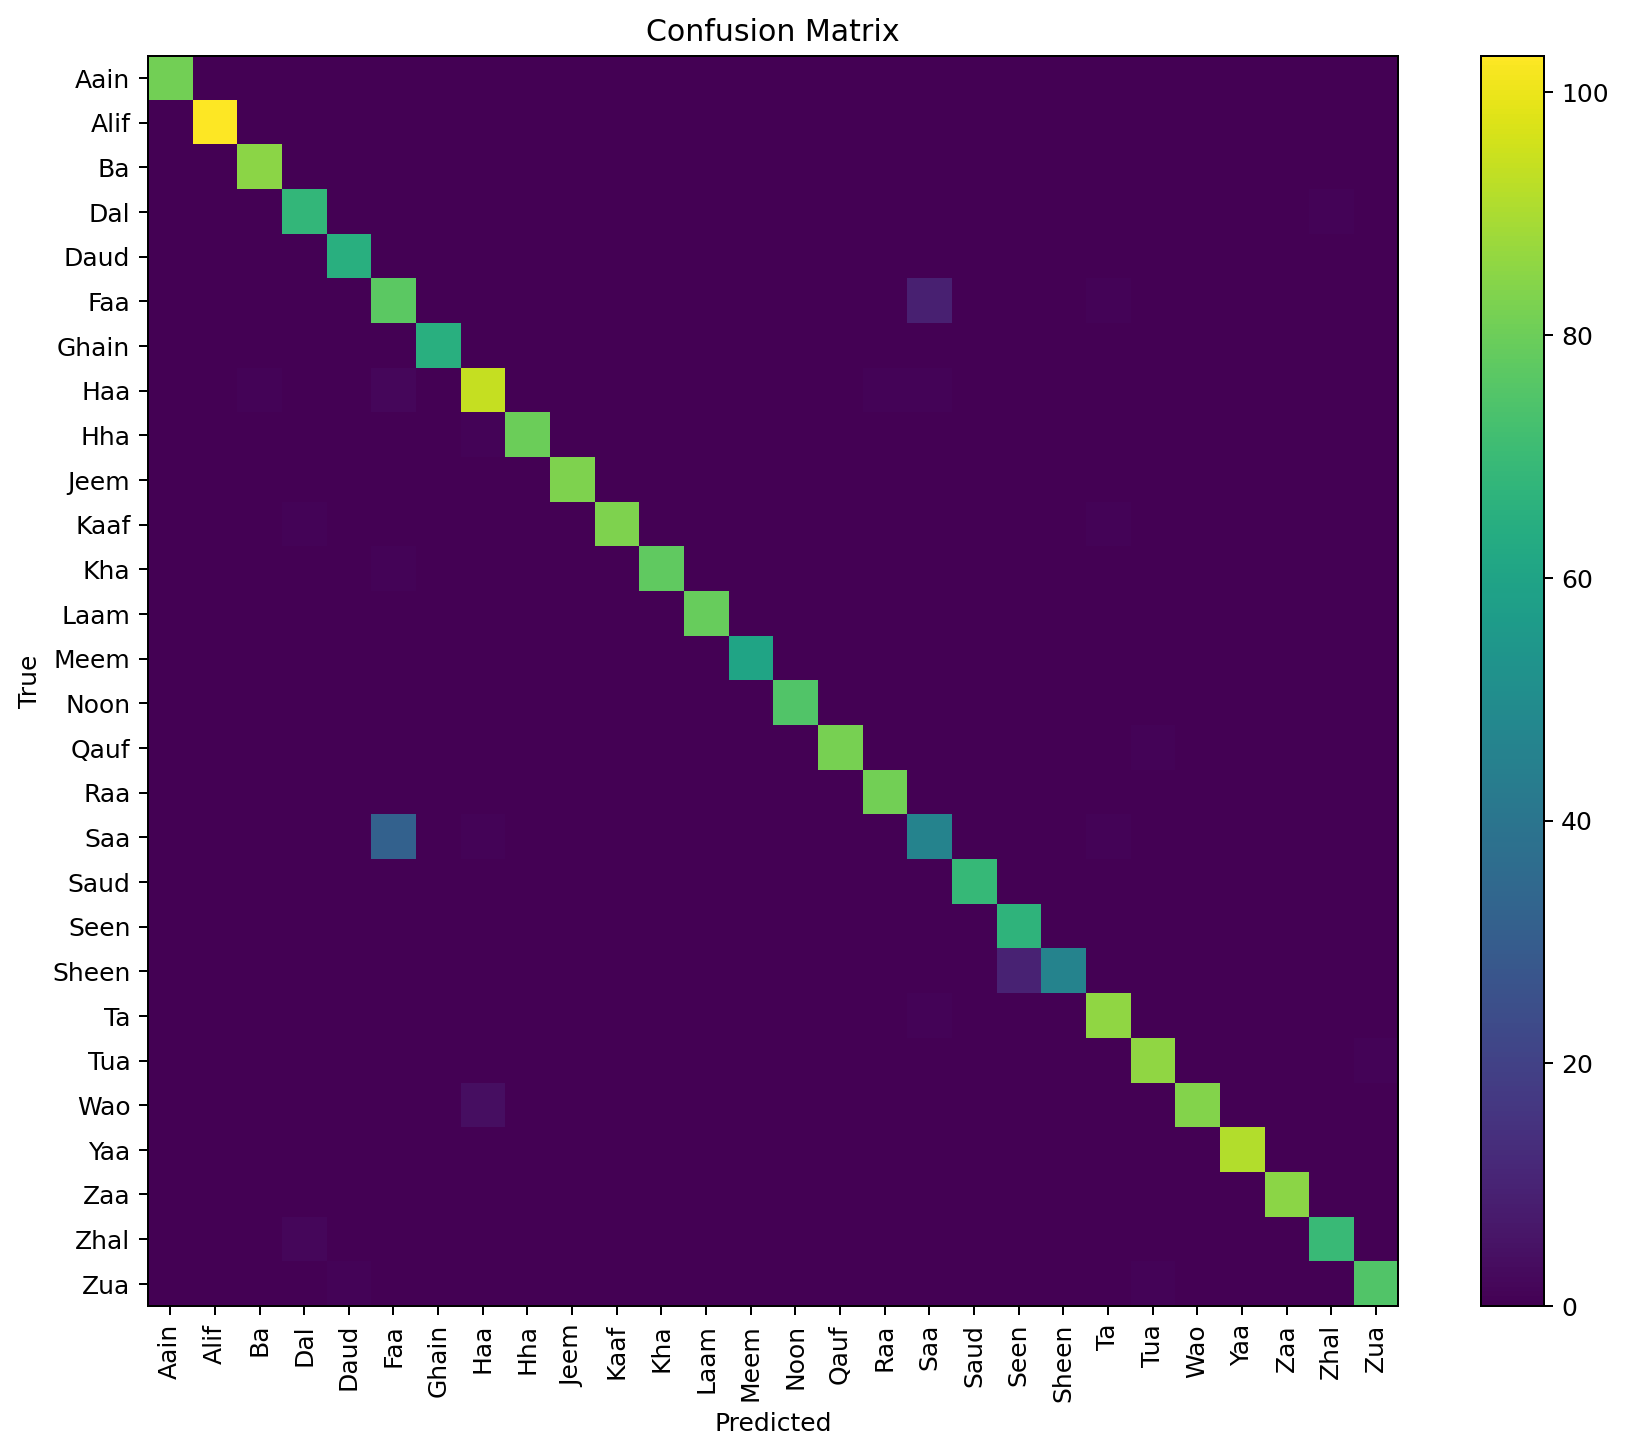 Confusion Matrix
True
Aain
Alif
Ba
Dal
Daud
Faa
Ghain
Haa
Hha
Jeem
Kaaf
Kha
Laam
Meem
Noon
Qauf
Raa
Saa
Saud
Seen
Sheen
Ta
Tua
Wao
Yaa
Zaa
Zhal
Zua
Aain Alif Ba Dal Daud Faa Ghain Haa Hha Jeem Kaaf Kha Laam Meem Noon Qauf Raa Saa Saud Seen Sheen Ta Tua Wao Yaa Zaa Zhal Zua
Predicted
100
80
60
40
20
0